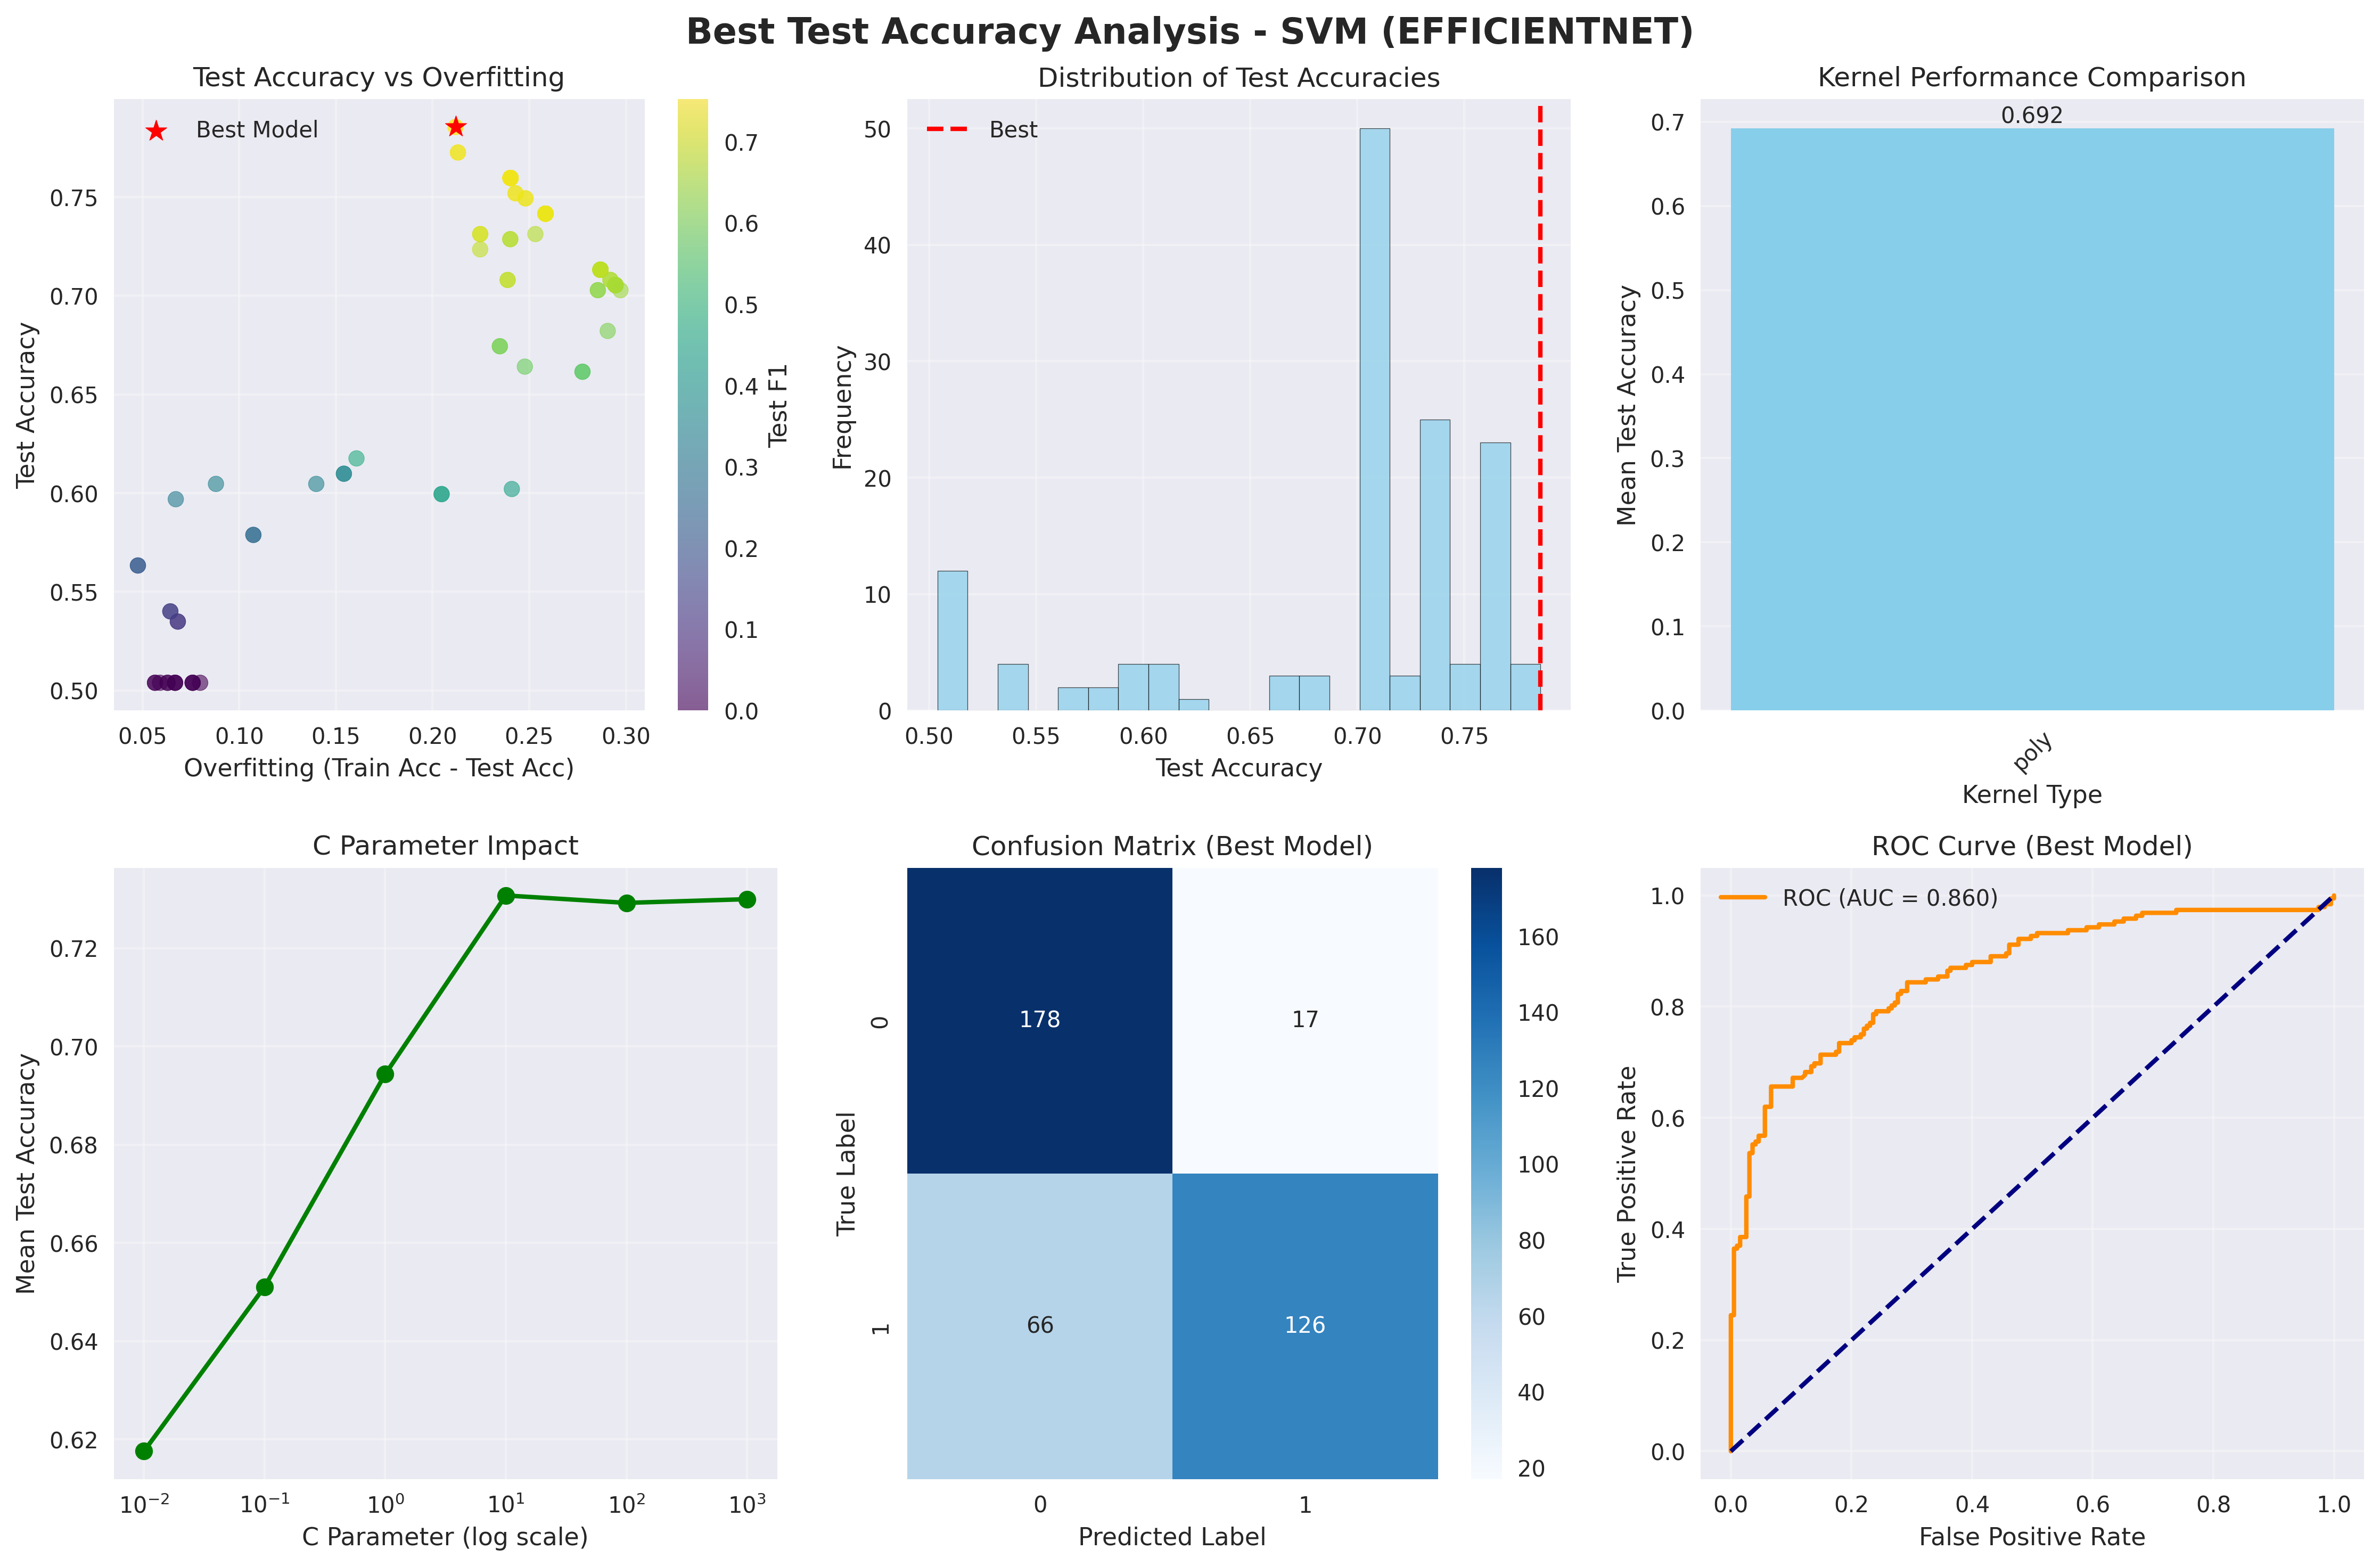 Best Test Accuracy Analysis - SVM (EFFICIENTNET)
Test Accuracy vs Overfitting
Best Model
0.75
0.70
0.65
0.60
0.55
0.50
Test Accuracy
0.05 0.10 0.15 0.20 0.25 0.30
Overfitting (Train Acc - Test Acc)
0.7
0.6
0.5
0.4
0.3
0.2
0.1
0.0
Test F1
Distribution of Test Accuracies
Best
50
40
30
20
10
0
Frequency
0.50 0.55 0.60 0.65 0.70 0.75
Test Accuracy
Kernel Performance Comparison
0.692
0.7
0.6
0.5
0.4
0.3
0.2
0.1
0.0
Mean Test Accuracy
poly
Kernel Type
C Parameter Impact
0.72
0.70
0.68
0.66
0.64
0.62
Mean Test Accuracy
10⁻² 10⁻¹ 10⁰ 10¹ 10² 10³
C Parameter (log scale)
Confusion Matrix (Best Model)
0
1
True Label
178 17
66 126
0 1
Predicted Label
160
140
120
100
80
60
40
20
ROC Curve (Best Model)
ROC (AUC = 0.860)
1.0
0.8
0.6
0.4
0.2
0.0
True Positive Rate
0.0 0.2 0.4 0.6 0.8 1.0
False Positive Rate